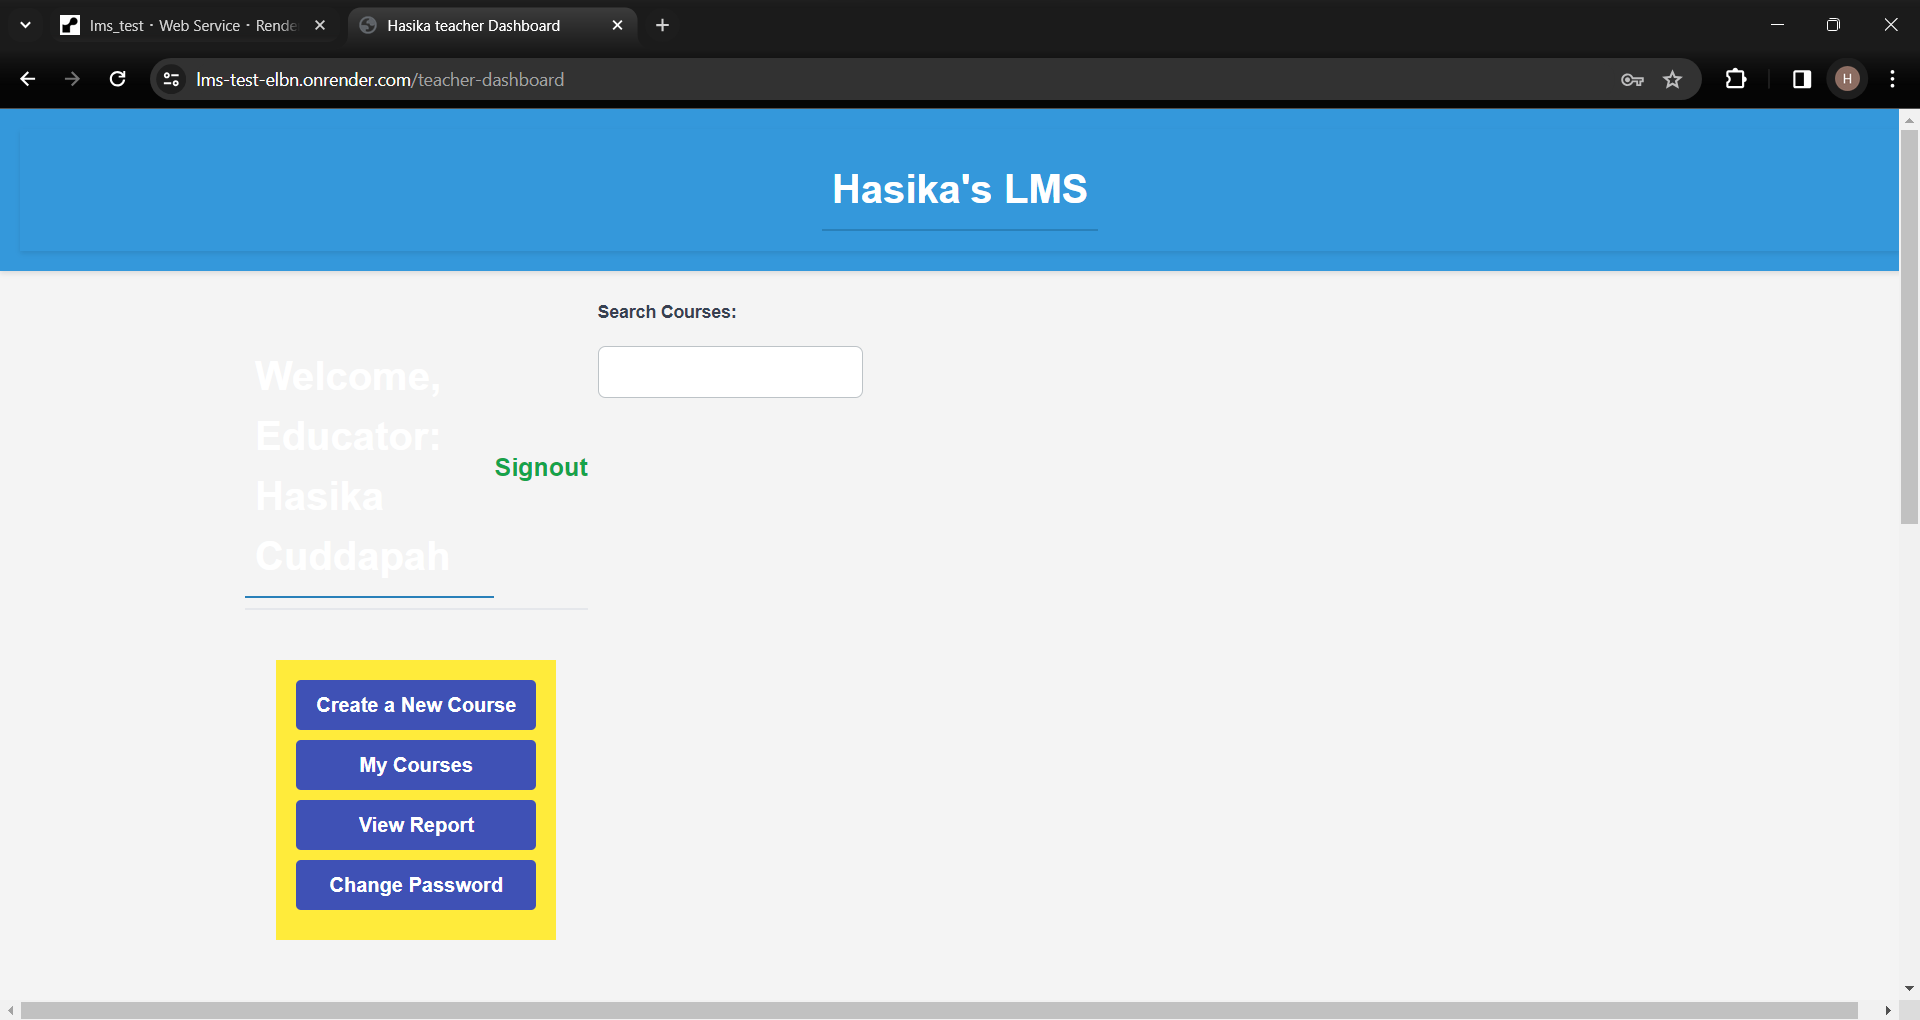 lms_test · Web Service · Rende
Hasika teacher Dashboard
lms-test-elbn.onrender.com/teacher-dashboard
H
Hasika's LMS
Search Courses:
Welcome,
Educator:
Hasika
Cuddapah
Signout
Create a New Course
My Courses
View Report
Change Password